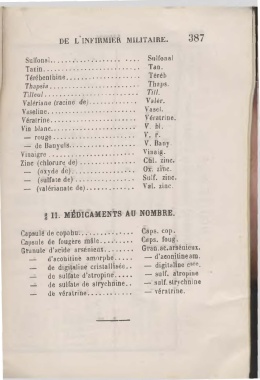 DE L'INFIRMIER MILITAIRE. 387
Sulfonal........ Sulfonal
Tanin........ Tan.
Térébenthine........ Téréb
Thapsia........ Thaps.
Tilleul........ Till.
Valériane (racine de)........ Valér.
Vaseline........ Vasel.
Vératrine........ Vératrine.
Vin blanc........ V. bl.
— rouge........ V. r.
— de Banyuls........ V. Bany
Vinaigre........ Vinaig.
Zinc (chlorure de)........ Chl. zinc.
— (oxyde de)........ Ox. zinc.
— (sulfate de)........ Sulf. zinc.
— (valérianate de)........ Val. zinc.
§ II. MÉDICAMENTS AU NOMBRE.
Capsule de copahu........ Caps. cop.
Capsule de fougère mâle........ Caps. foug.
Granule d'acide arsénieux........ Gran. ac. arsénieux.
— d'aconitine amorphe........ — d'aconitine am.
— de digitaline cristallisée.. — digitaline
— de sulfate d'atropine........ — sulf. atropine
— de sulfate de strychnine.. — sulf. strychnine
— de vératrine........ — vératrine.